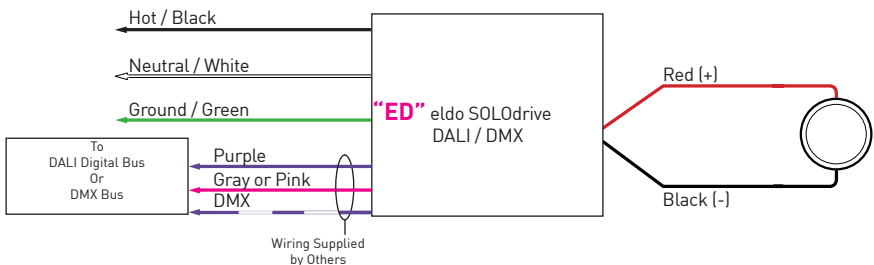 Hot / Black
Neutral / White
Ground / Green
To
DALI Digital Bus
Or
DMX Bus
Purple
Gray or Pink
DMX
Wiring Supplied
by Others
“ED” eldo SOLOdrive
DALI / DMX
Red (+)
Black (-)